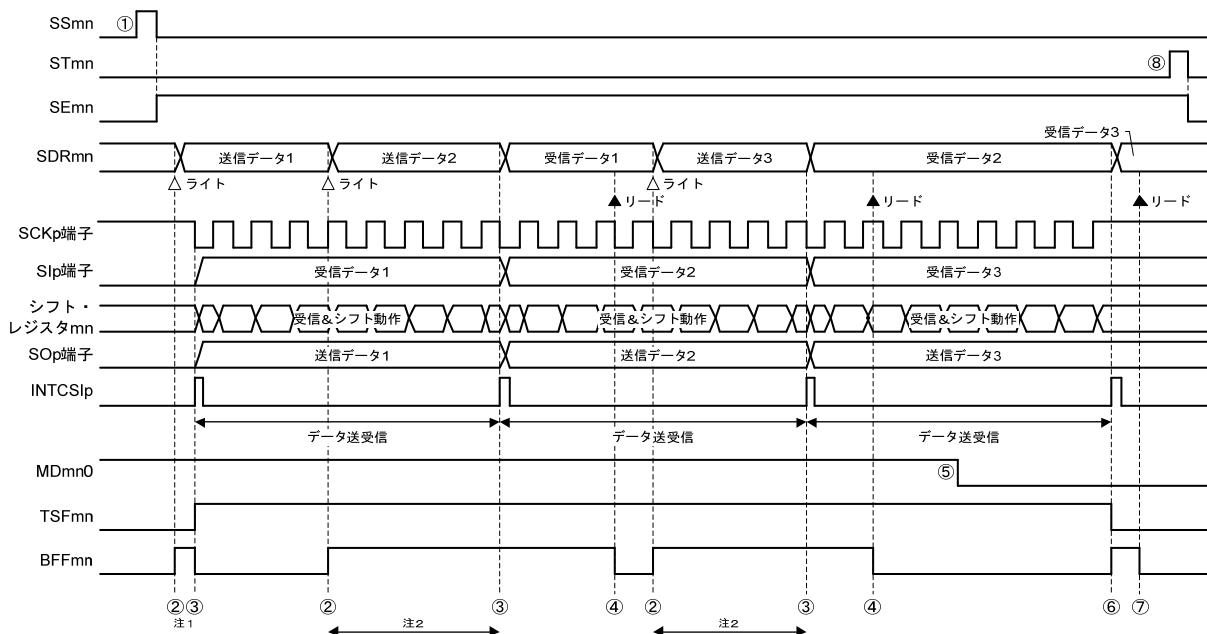 SSmn ①
STmn ⑧
SEmn
受信データ3
SDRmn 送信データ1 送信データ2 受信データ1 送信データ3 受信データ2
△ライト △ライト △ライト
▲リード ▲リード ▲リード
SCKp端子
SIp端子 受信データ1 受信データ2 受信データ3
シフト・
レジスタmn 受信&シフト動作 受信&シフト動作 受信&シフト動作
SOp端子 送信データ1 送信データ2 送信データ3
INTCSIp
データ送受信 データ送受信 データ送受信
MDmn0 ⑤
TSFmn
BFFmn
②③ ② ③ ④ ② ③ ④ ⑥ ⑦
注1 注2 注2